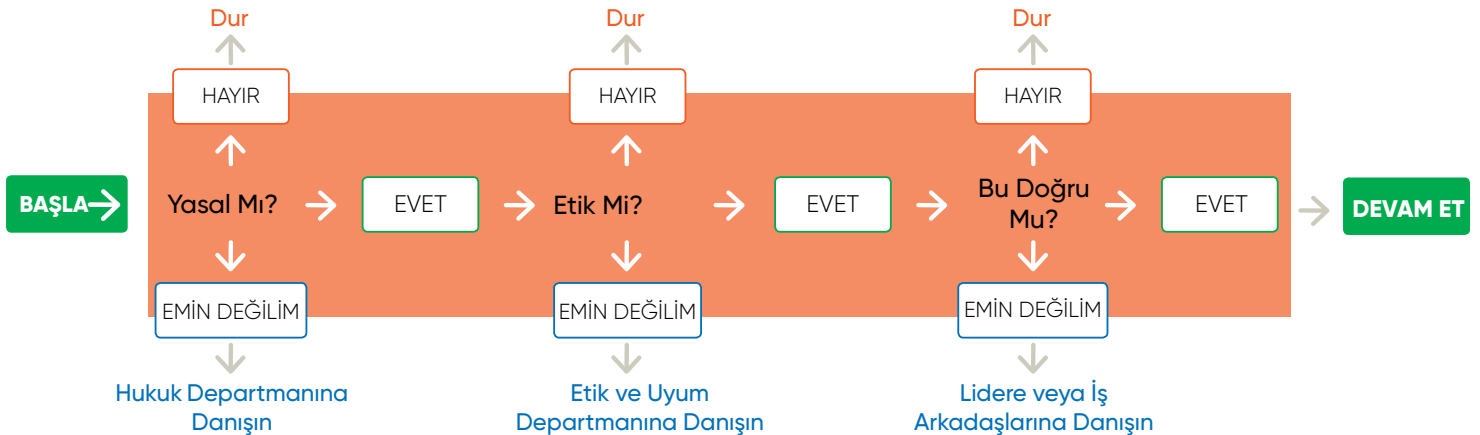 Dur
Dur
Dur
HAYIR
HAYIR
HAYIR
BAŞLA
Yasal Mı?
EVET
Etik Mi?
EVET
Bu Doğru
Mu?
EVET
DEVAM ET
EMİN DEĞİLİM
EMİN DEĞİLİM
EMİN DEĞİLİM
Hukuk Departmanına
Danışın
Etik ve Uyum
Departmanına Danışın
Lidere veya İş
Arkadaşlarına Danışın